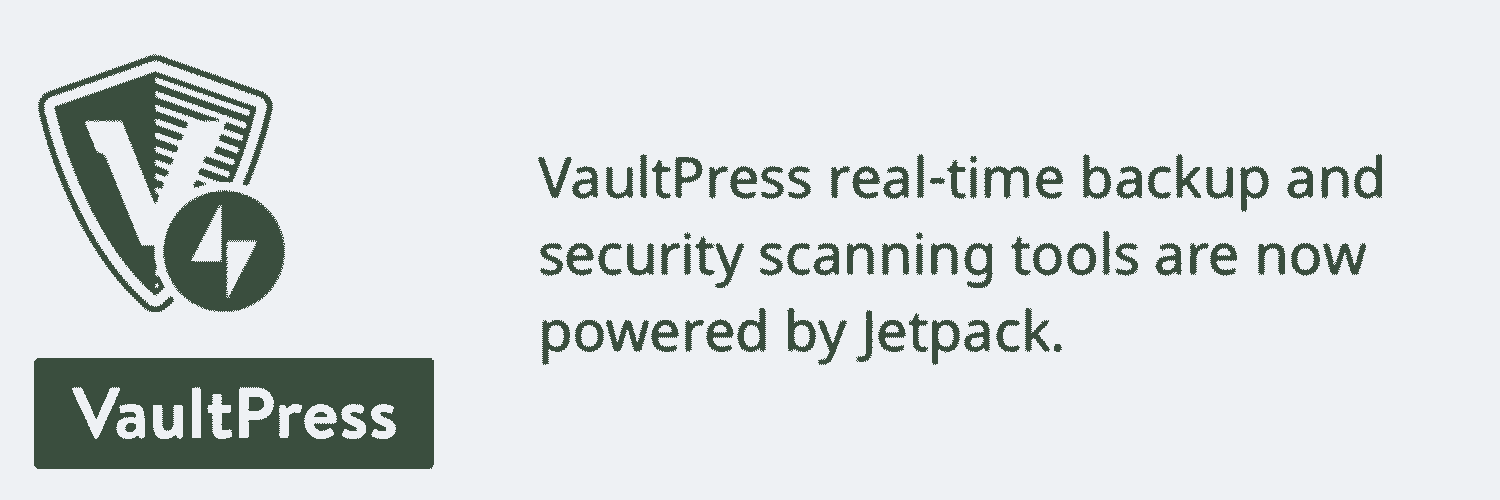 V
VaultPress
VaultPress real-time backup and
security scanning tools are now
powered by Jetpack.